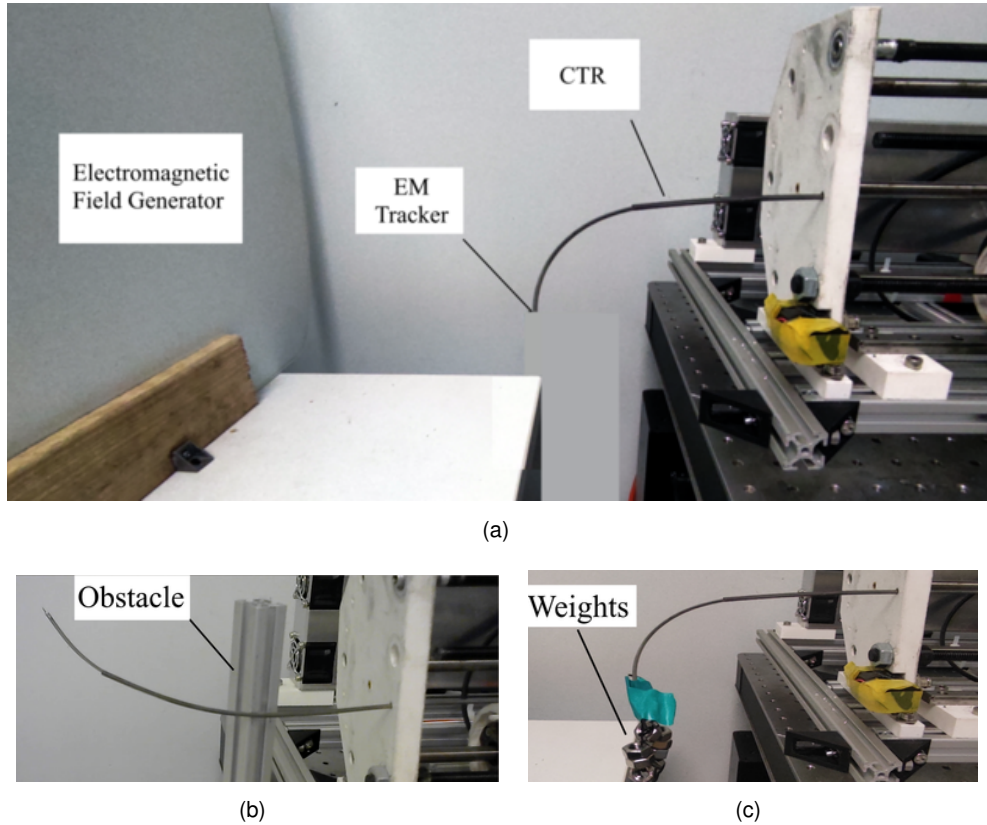 CTR
Electromagnetic
Field Generator
EM
Tracker
(a)
Obstacle
Weights
(b)
(c)